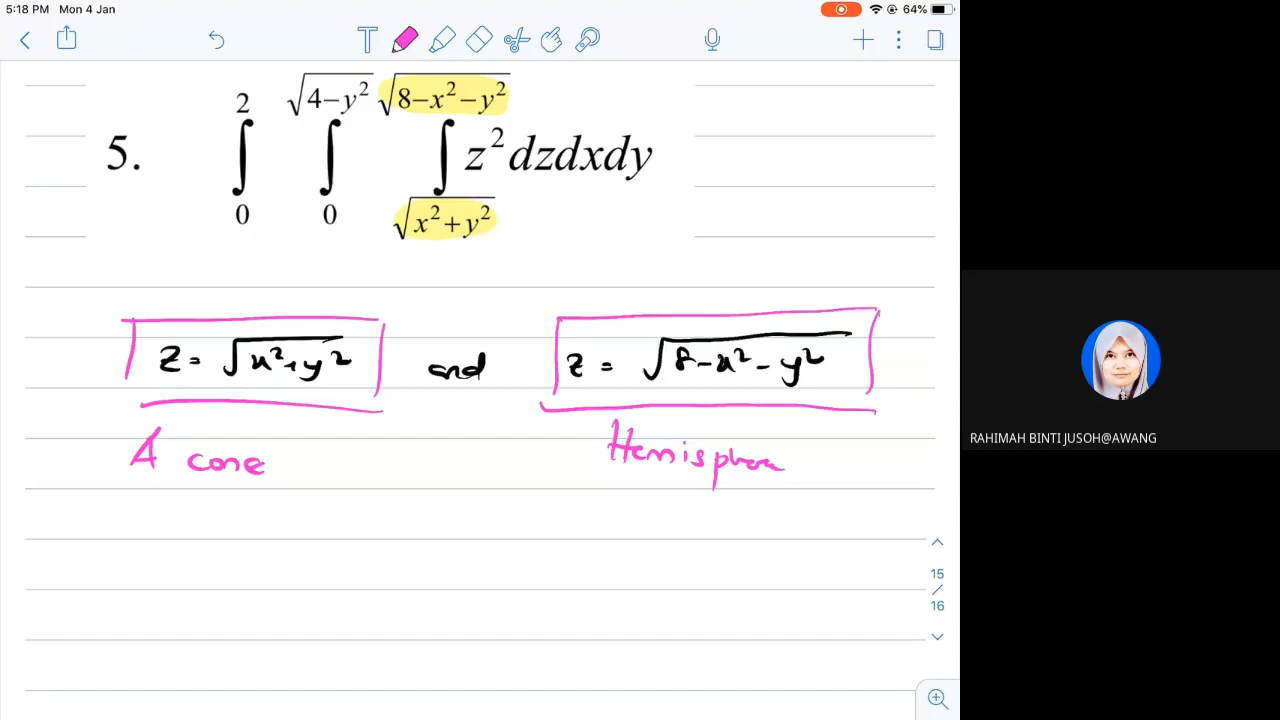 5:18 PM Mon 4 Jan 64%
5. ∫₀² ∫₀^√(4−y²) ∫_√(x²+y²)^√(8−x²−y²) z² dzdxdy
z = √(x²+y²) and z = √(8−x²−y²)
A cone Hemisphere
15
/
16
RAHIMAH BINTI JUSOH@AWANG